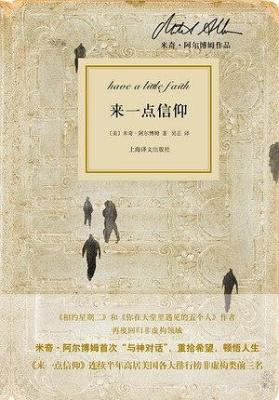 米奇·阿尔博姆作品
have a little faith
来一点信仰
［美］米奇·阿尔博姆 著 吴正 译
上海译文出版社
《相约星期二》和《你在天堂里遇见的五个人》作者
再度回归非虚构领域
米奇·阿尔博姆首次“与神对话”，重拾希望，顿悟人生
《来一点信仰》连续半年高居美国各大排行榜非虚构类前三名